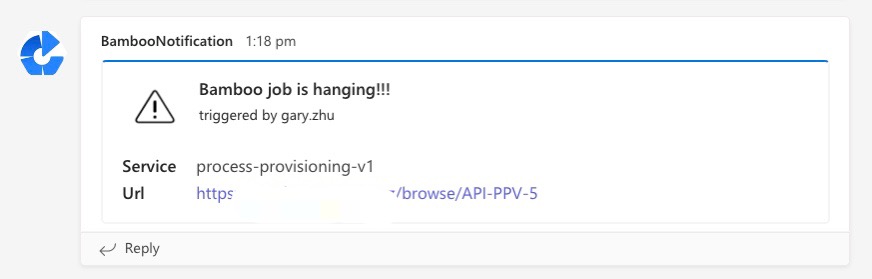 BambooNotification 1:18 pm
Bamboo job is hanging!!!
triggered by gary.zhu
Service process-provisioning-v1
Url https /browse/API-PPV-5
Reply